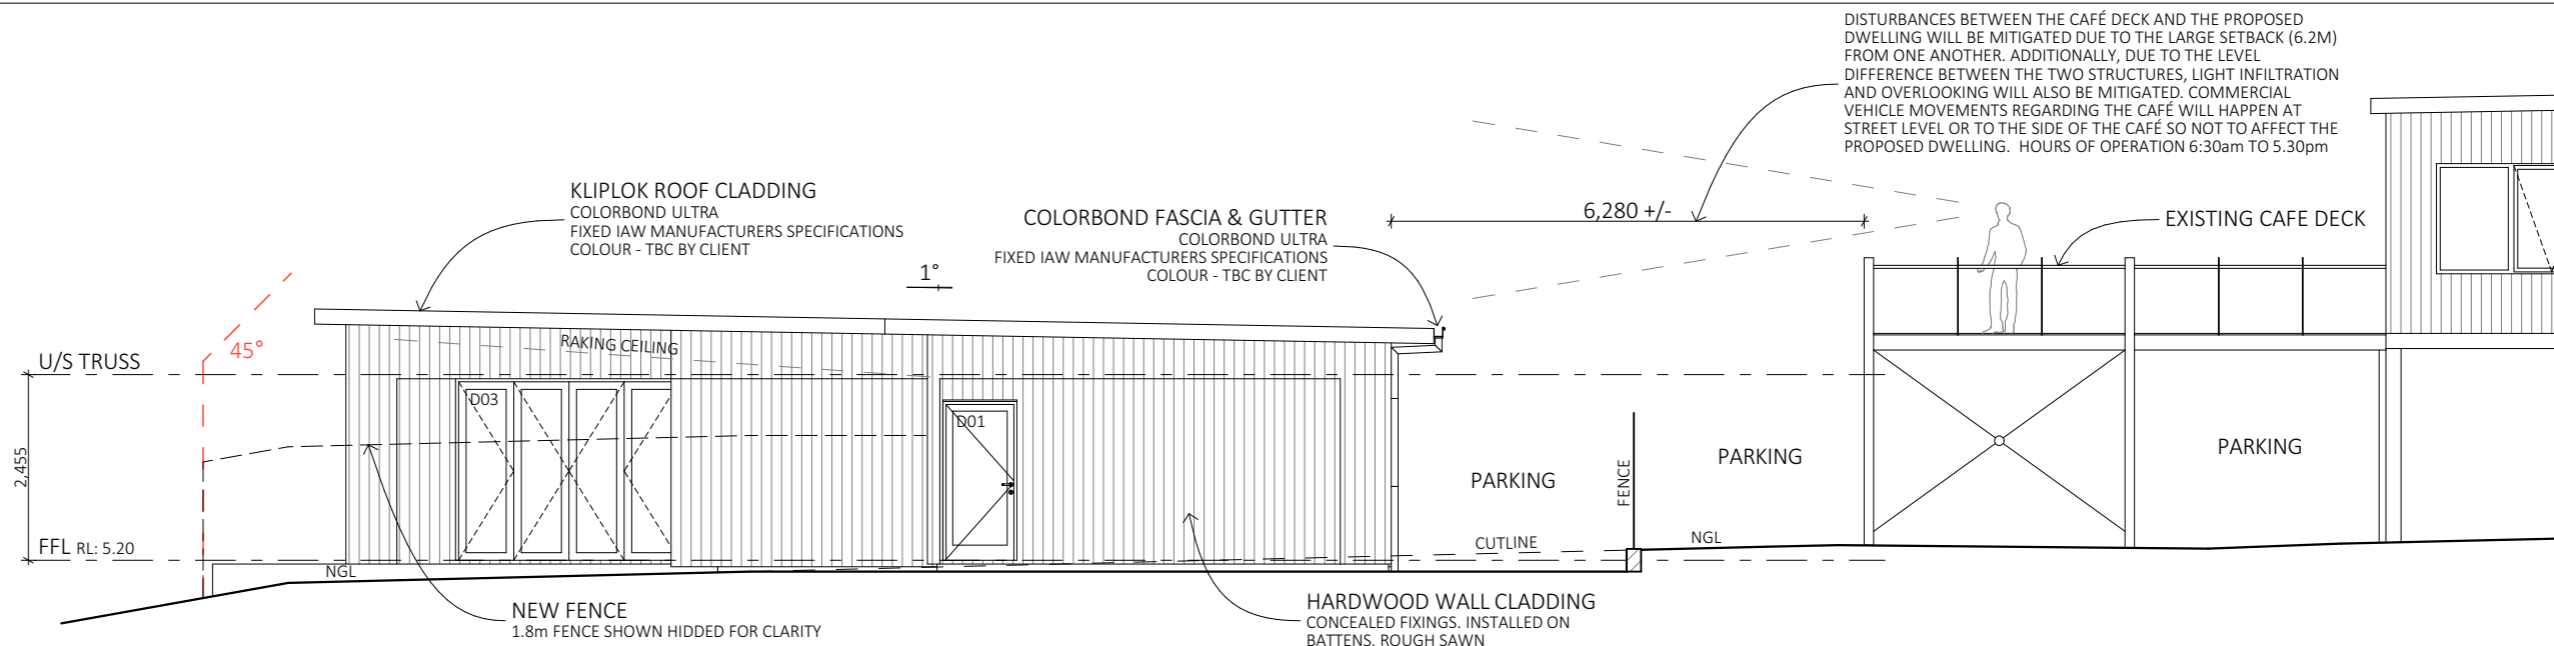 DISTURBANCES BETWEEN THE CAFÉ DECK AND THE PROPOSED
DWELLING WILL BE MITIGATED DUE TO THE LARGE SETBACK (6.2M)
FROM ONE ANOTHER. ADDITIONALLY, DUE TO THE LEVEL
DIFFERENCE BETWEEN THE TWO STRUCTURES, LIGHT INFILTRATION
AND OVERLOOKING WILL ALSO BE MITIGATED. COMMERCIAL
VEHICLE MOVEMENTS REGARDING THE CAFÉ WILL HAPPEN AT
STREET LEVEL OR TO THE SIDE OF THE CAFÉ SO NOT TO AFFECT THE
PROPOSED DWELLING. HOURS OF OPERATION 6:30am TO 5.30pm
KLIPLOK ROOF CLADDING
COLORBOND ULTRA
FIXED IAW MANUFACTURERS SPECIFICATIONS
COLOUR - TBC BY CLIENT
COLORBOND FASCIA & GUTTER
COLORBOND ULTRA
FIXED IAW MANUFACTURERS SPECIFICATIONS
COLOUR - TBC BY CLIENT
6,280 +/-
EXISTING CAFE DECK
1°
45°
U/S TRUSS
RAKING CEILING
D03
D01
2,455
PARKING
FENCE
PARKING
PARKING
FFL RL: 5.20
NGL
CUTLINE
NGL
NEW FENCE
1.8m FENCE SHOWN HIDDED FOR CLARITY
HARDWOOD WALL CLADDING
CONCEALED FIXINGS. INSTALLED ON
BATTENS. ROUGH SAWN